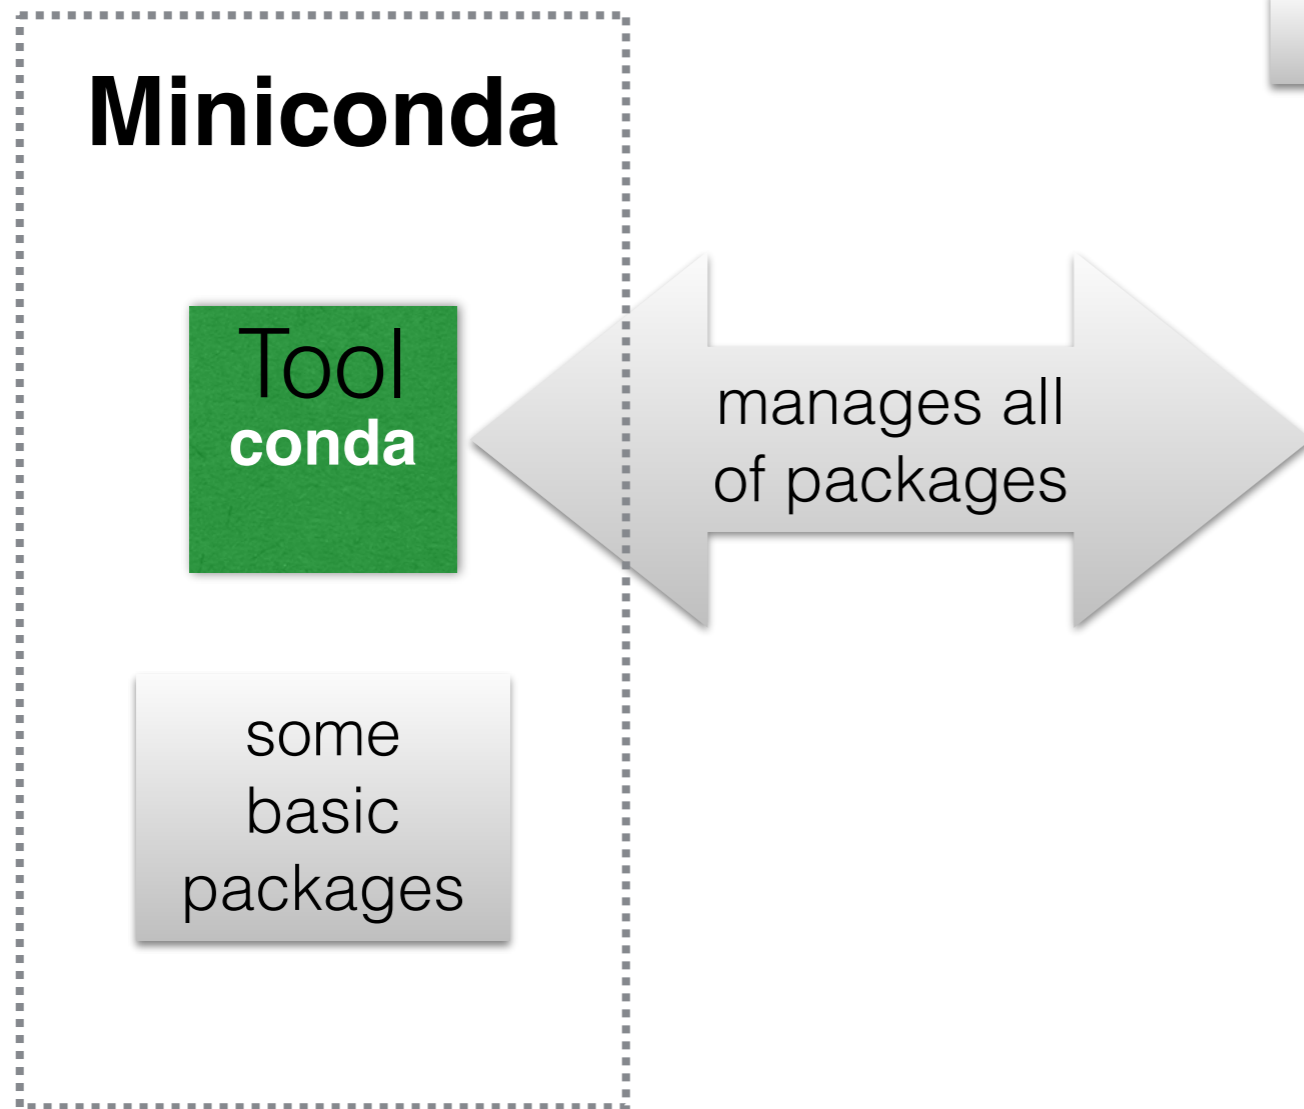 Miniconda
Tool
conda
manages all
of packages
some
basic
packages